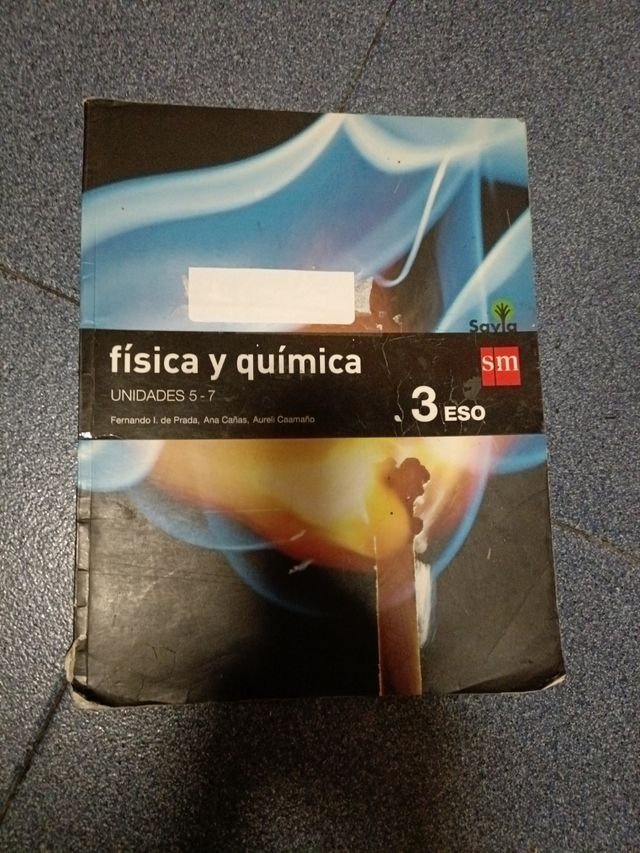 Savia
sm
física y química
UNIDADES 5 - 7
Fernando I. de Prada, Ana Cañas, Aureli Caamaño
3 ESO